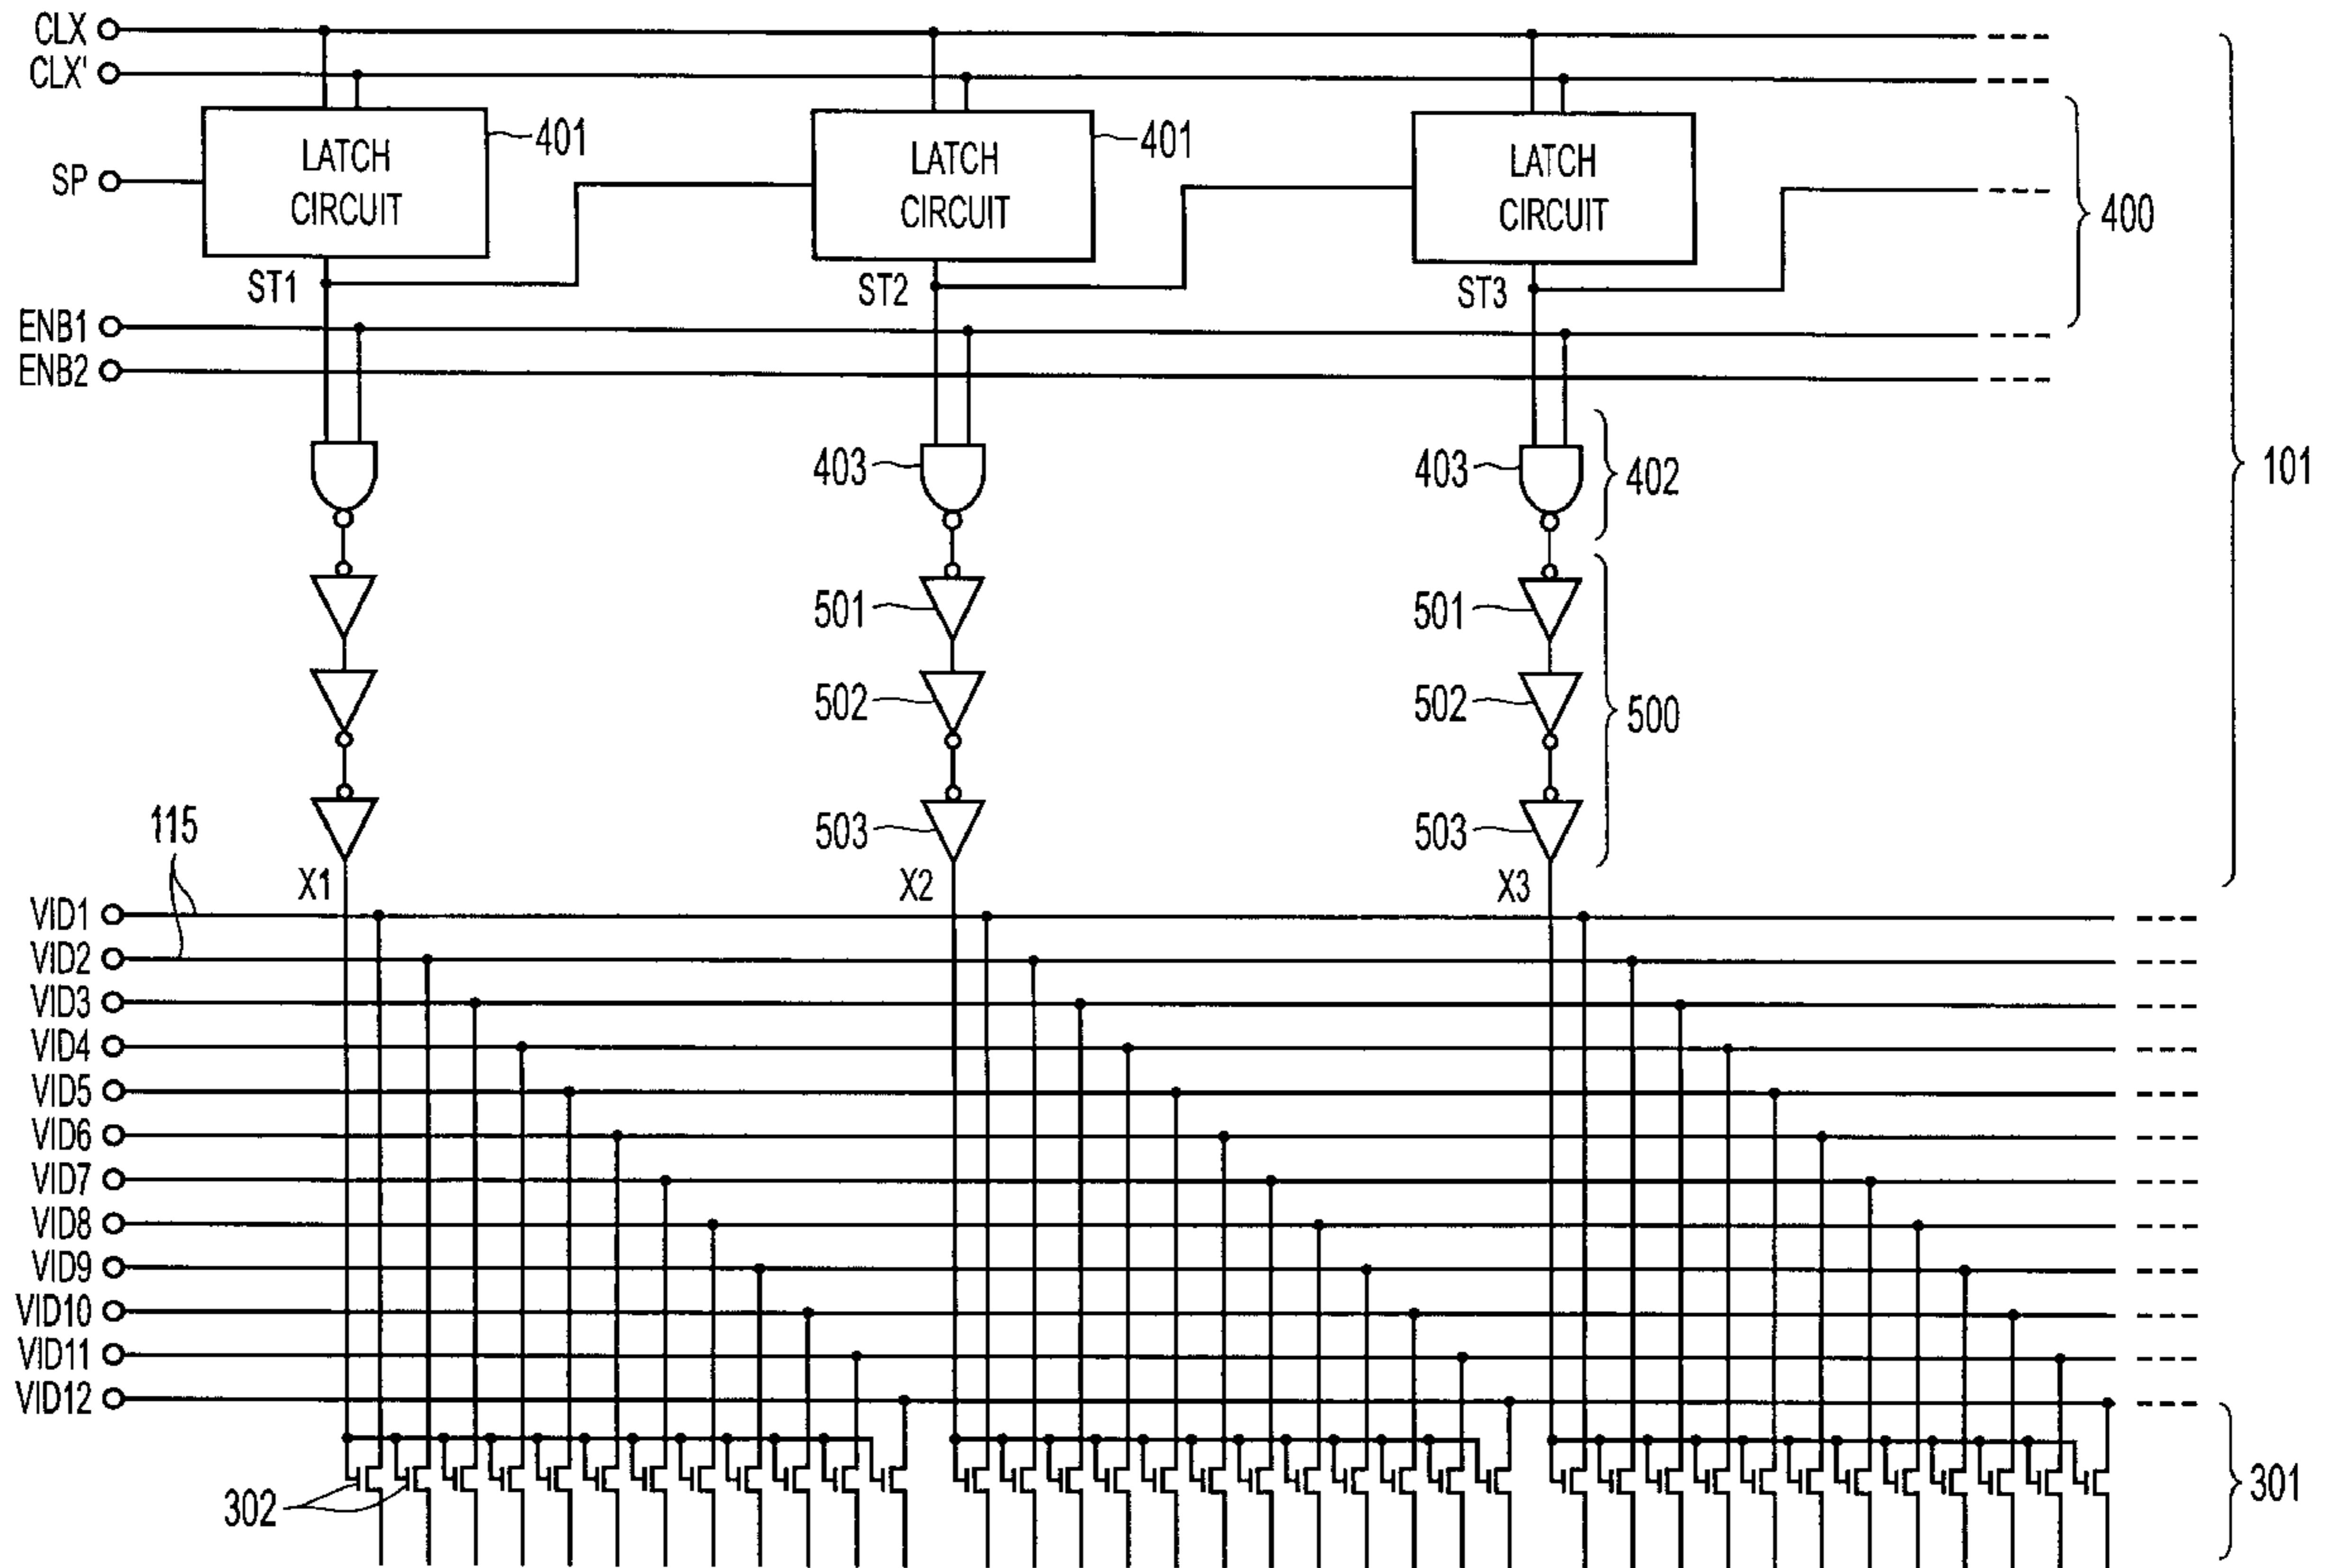 CLX
CLX'
LATCH
CIRCUIT
401
LATCH
CIRCUIT
401
LATCH
CIRCUIT
SP
400
ST1
ST2
ST3
ENB1
ENB2
403
403
402
101
501
501
502
502
500
503
503
115
X1
X2
X3
VID1
VID2
VID3
VID4
VID5
VID6
VID7
VID8
VID9
VID10
VID11
VID12
302
301